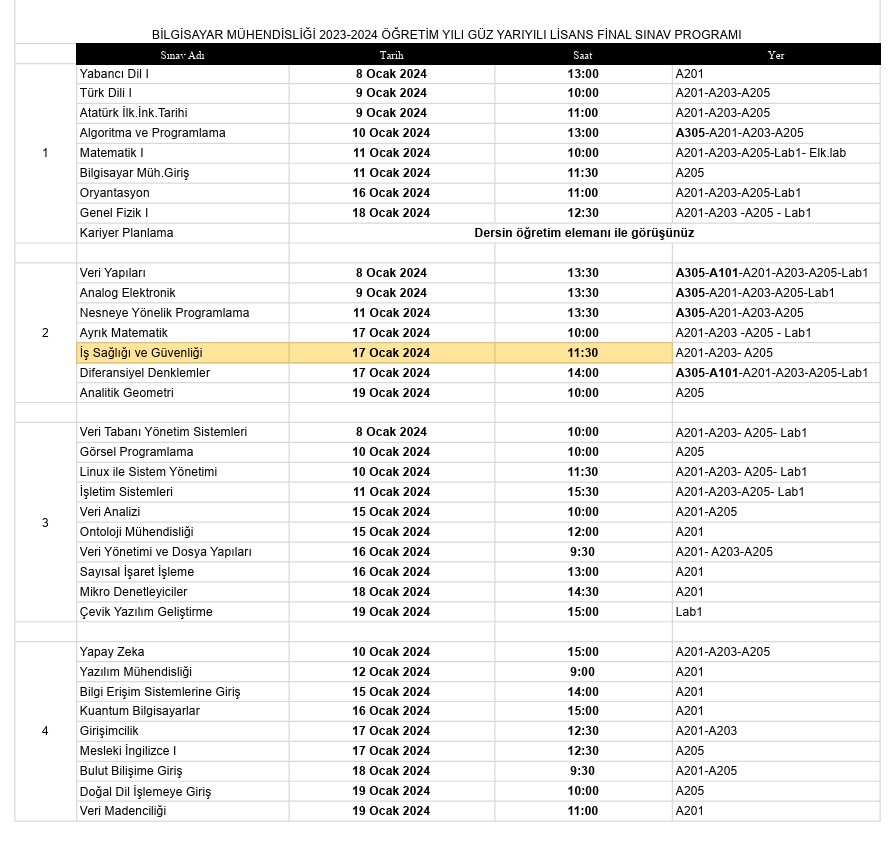 BİLGİSAYAR MÜHENDİSLİĞİ 2023-2024 ÖĞRETİM YILI GÜZ YARIYILI LİSANS FİNAL SINAV PROGRAMI
Sınav Adı Tarih Saat Yer
Yabancı Dil I 8 Ocak 2024 13:00 A201
Türk Dili I 9 Ocak 2024 10:00 A201-A203-A205
Atatürk İlk.İnk.Tarihi 9 Ocak 2024 11:00 A201-A203-A205
Algoritma ve Programlama 10 Ocak 2024 13:00 A305-A201-A203-A205
1 Matematik I 11 Ocak 2024 10:00 A201-A203-A205-Lab1- Elk.lab
Bilgisayar Müh.Giriş 11 Ocak 2024 11:30 A205
Oryantasyon 16 Ocak 2024 11:00 A201-A203-A205-Lab1
Genel Fizik I 18 Ocak 2024 12:30 A201-A203 -A205 - Lab1
Kariyer Planlama Dersin öğretim elemanı ile görüşünüz
Veri Yapıları 8 Ocak 2024 13:30 A305-A101-A201-A203-A205-Lab1
Analog Elektronik 9 Ocak 2024 13:30 A305-A201-A203-A205-Lab1
Nesneye Yönelik Programlama 11 Ocak 2024 13:30 A305-A201-A203-A205
2 Ayrık Matematik 17 Ocak 2024 10:00 A201-A203 -A205 - Lab1
İş Sağlığı ve Güvenliği 17 Ocak 2024 11:30 A201-A203- A205
Diferansiyel Denklemler 17 Ocak 2024 14:00 A305-A101-A201-A203-A205-Lab1
Analitik Geometri 19 Ocak 2024 10:00 A205
Veri Tabanı Yönetim Sistemleri 8 Ocak 2024 10:00 A201-A203- A205- Lab1
Görsel Programlama 10 Ocak 2024 10:00 A205
Linux ile Sistem Yönetimi 10 Ocak 2024 11:30 A201-A203- A205- Lab1
İşletim Sistemleri 11 Ocak 2024 15:30 A201-A203-A205- Lab1
3 Veri Analizi 15 Ocak 2024 10:00 A201-A205
Ontoloji Mühendisliği 15 Ocak 2024 12:00 A201
Veri Yönetimi ve Dosya Yapıları 16 Ocak 2024 9:30 A201- A203-A205
Sayısal İşaret İşleme 16 Ocak 2024 13:00 A201
Mikro Denetleyiciler 18 Ocak 2024 14:30 A201
Çevik Yazılım Geliştirme 19 Ocak 2024 15:00 Lab1
Yapay Zeka 10 Ocak 2024 15:00 A201-A203-A205
Yazılım Mühendisliği 12 Ocak 2024 9:00 A201
Bilgi Erişim Sistemlerine Giriş 15 Ocak 2024 14:00 A201
Kuantum Bilgisayarlar 16 Ocak 2024 15:00 A201
4 Girişimcilik 17 Ocak 2024 12:30 A201-A203
Mesleki İngilizce I 17 Ocak 2024 12:30 A205
Bulut Bilişime Giriş 18 Ocak 2024 9:30 A201-A205
Doğal Dil İşlemeye Giriş 19 Ocak 2024 10:00 A205
Veri Madenciliği 19 Ocak 2024 11:00 A201